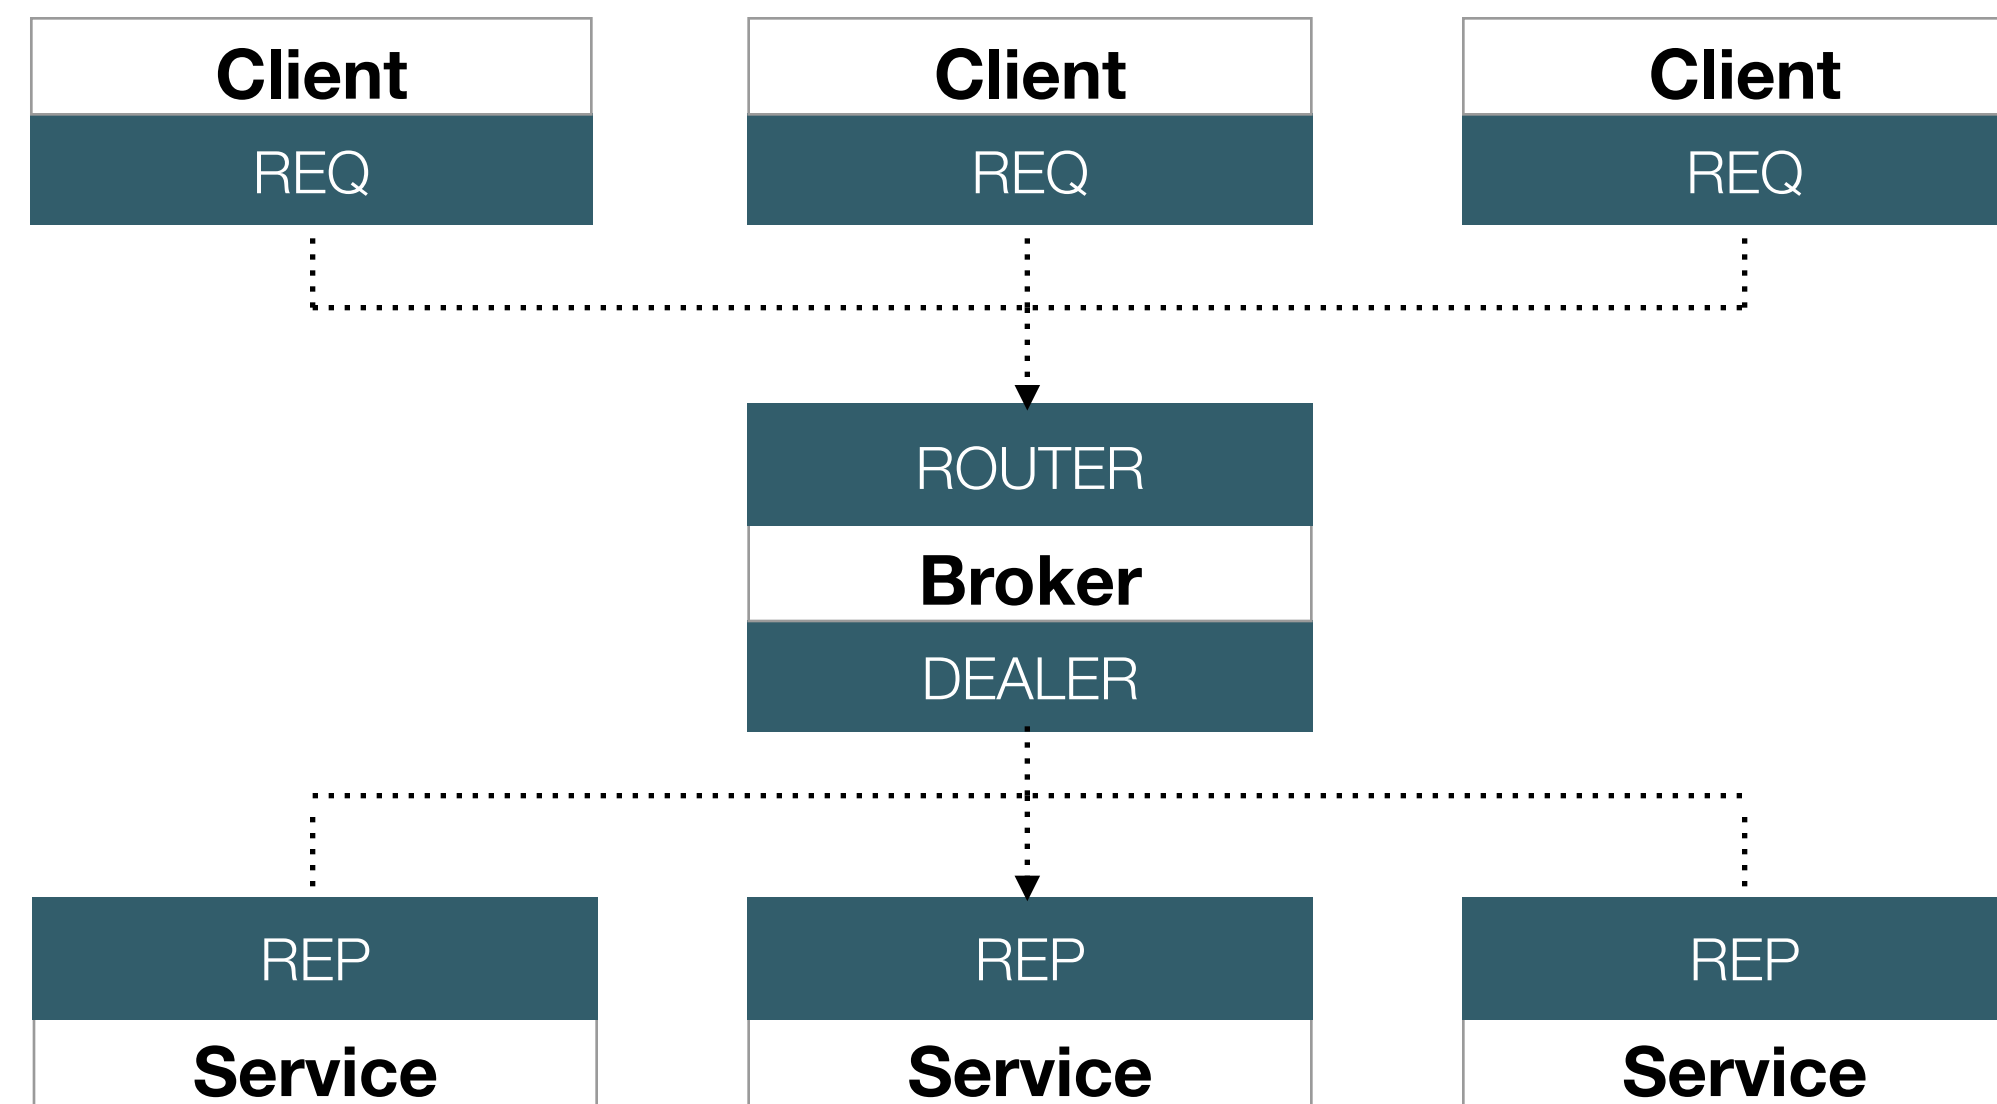 Client
Client
Client
REQ
REQ
REQ
ROUTER
Broker
DEALER
REP
REP
REP
Service
Service
Service